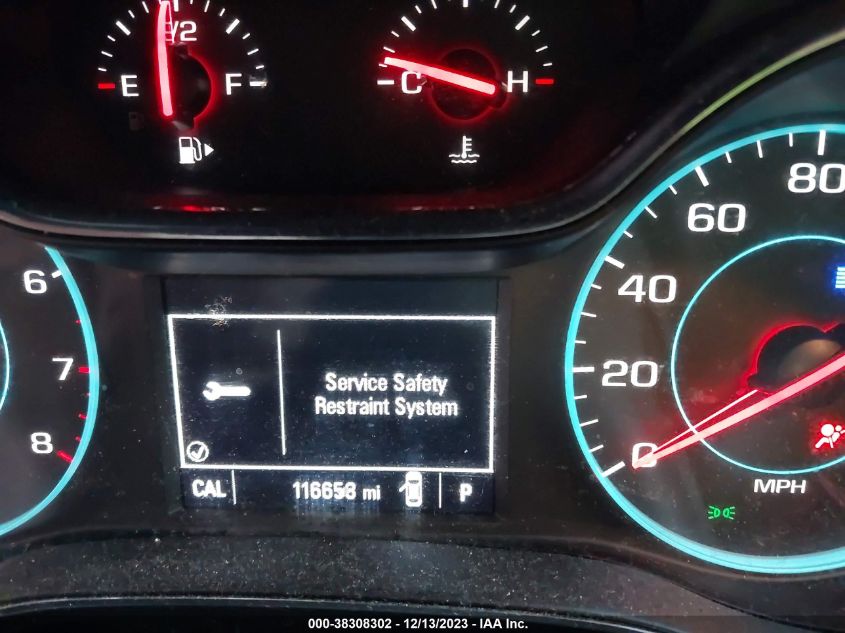 1/2
E F
C H
80
60
40
20
0
MPH
6
7
8
Service Safety
Restraint System
CAL 116658 mi P
000-38308302 - 12/13/2023 - IAA Inc.